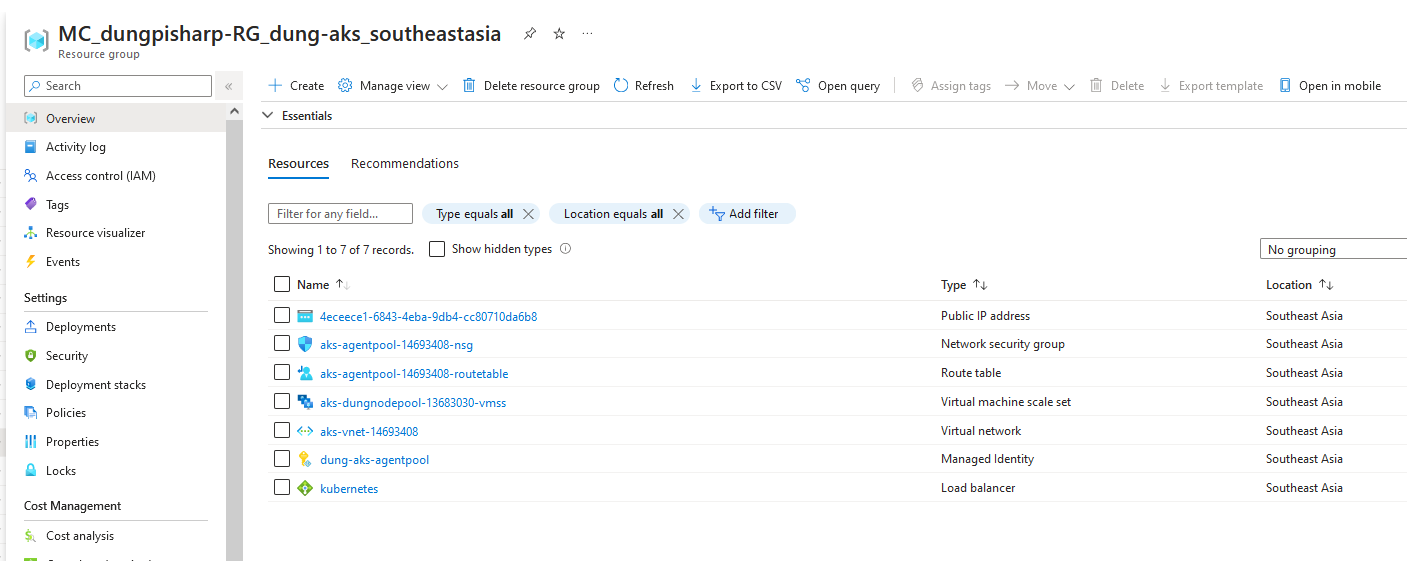 MC_dungpisharp-RG_dung-aks_southeastasia
Resource group
Search
Overview
Activity log
Access control (IAM)
Tags
Resource visualizer
Events
Settings
Deployments
Security
Deployment stacks
Policies
Properties
Locks
Cost Management
Cost analysis
Create Manage view Delete resource group Refresh Export to CSV Open query Assign tags Move Delete Export template Open in mobile
Essentials
Resources Recommendations
Filter for any field... Type equals all Location equals all Add filter
Showing 1 to 7 of 7 records. Show hidden types No grouping
Name Type Location
4eceece1-6843-4eba-9db4-cc80710da6b8 Public IP address Southeast Asia
aks-agentpool-14693408-nsg Network security group Southeast Asia
aks-agentpool-14693408-routetable Route table Southeast Asia
aks-dungnodepool-13683030-vmss Virtual machine scale set Southeast Asia
aks-vnet-14693408 Virtual network Southeast Asia
dung-aks-agentpool Managed Identity Southeast Asia
kubernetes Load balancer Southeast Asia